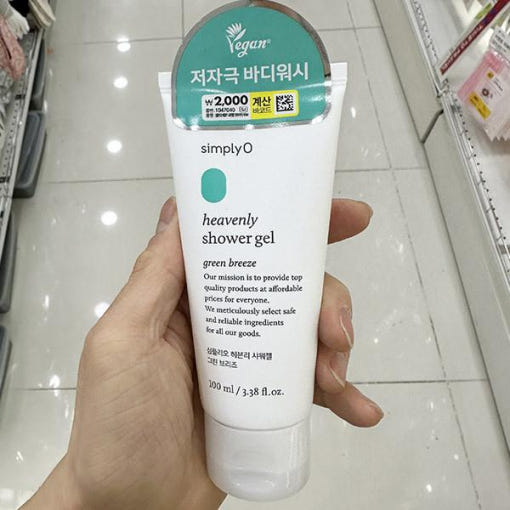 Vegan
저자극 바디워시
₩2,000
계산
바코드
simplyO
heavenly
shower gel
green breeze
Our mission is to provide top
quality products at affordable
prices for everyone.
We meticulously select safe
and reliable ingredients
for all our goods.
심플리오 헤븐리 샤워젤
그린 브리즈
100 ml / 3.38 fl.oz.